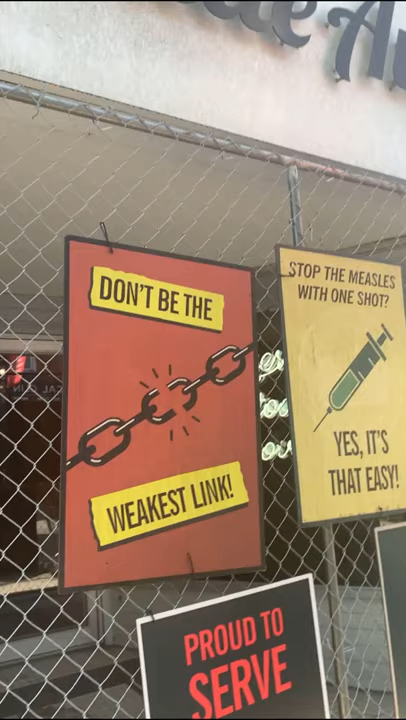 DON'T BE THE
WEAKEST LINK!
STOP THE MEASLES
WITH ONE SHOT?
YES, IT'S
THAT EASY!
PROUD TO
SERVE